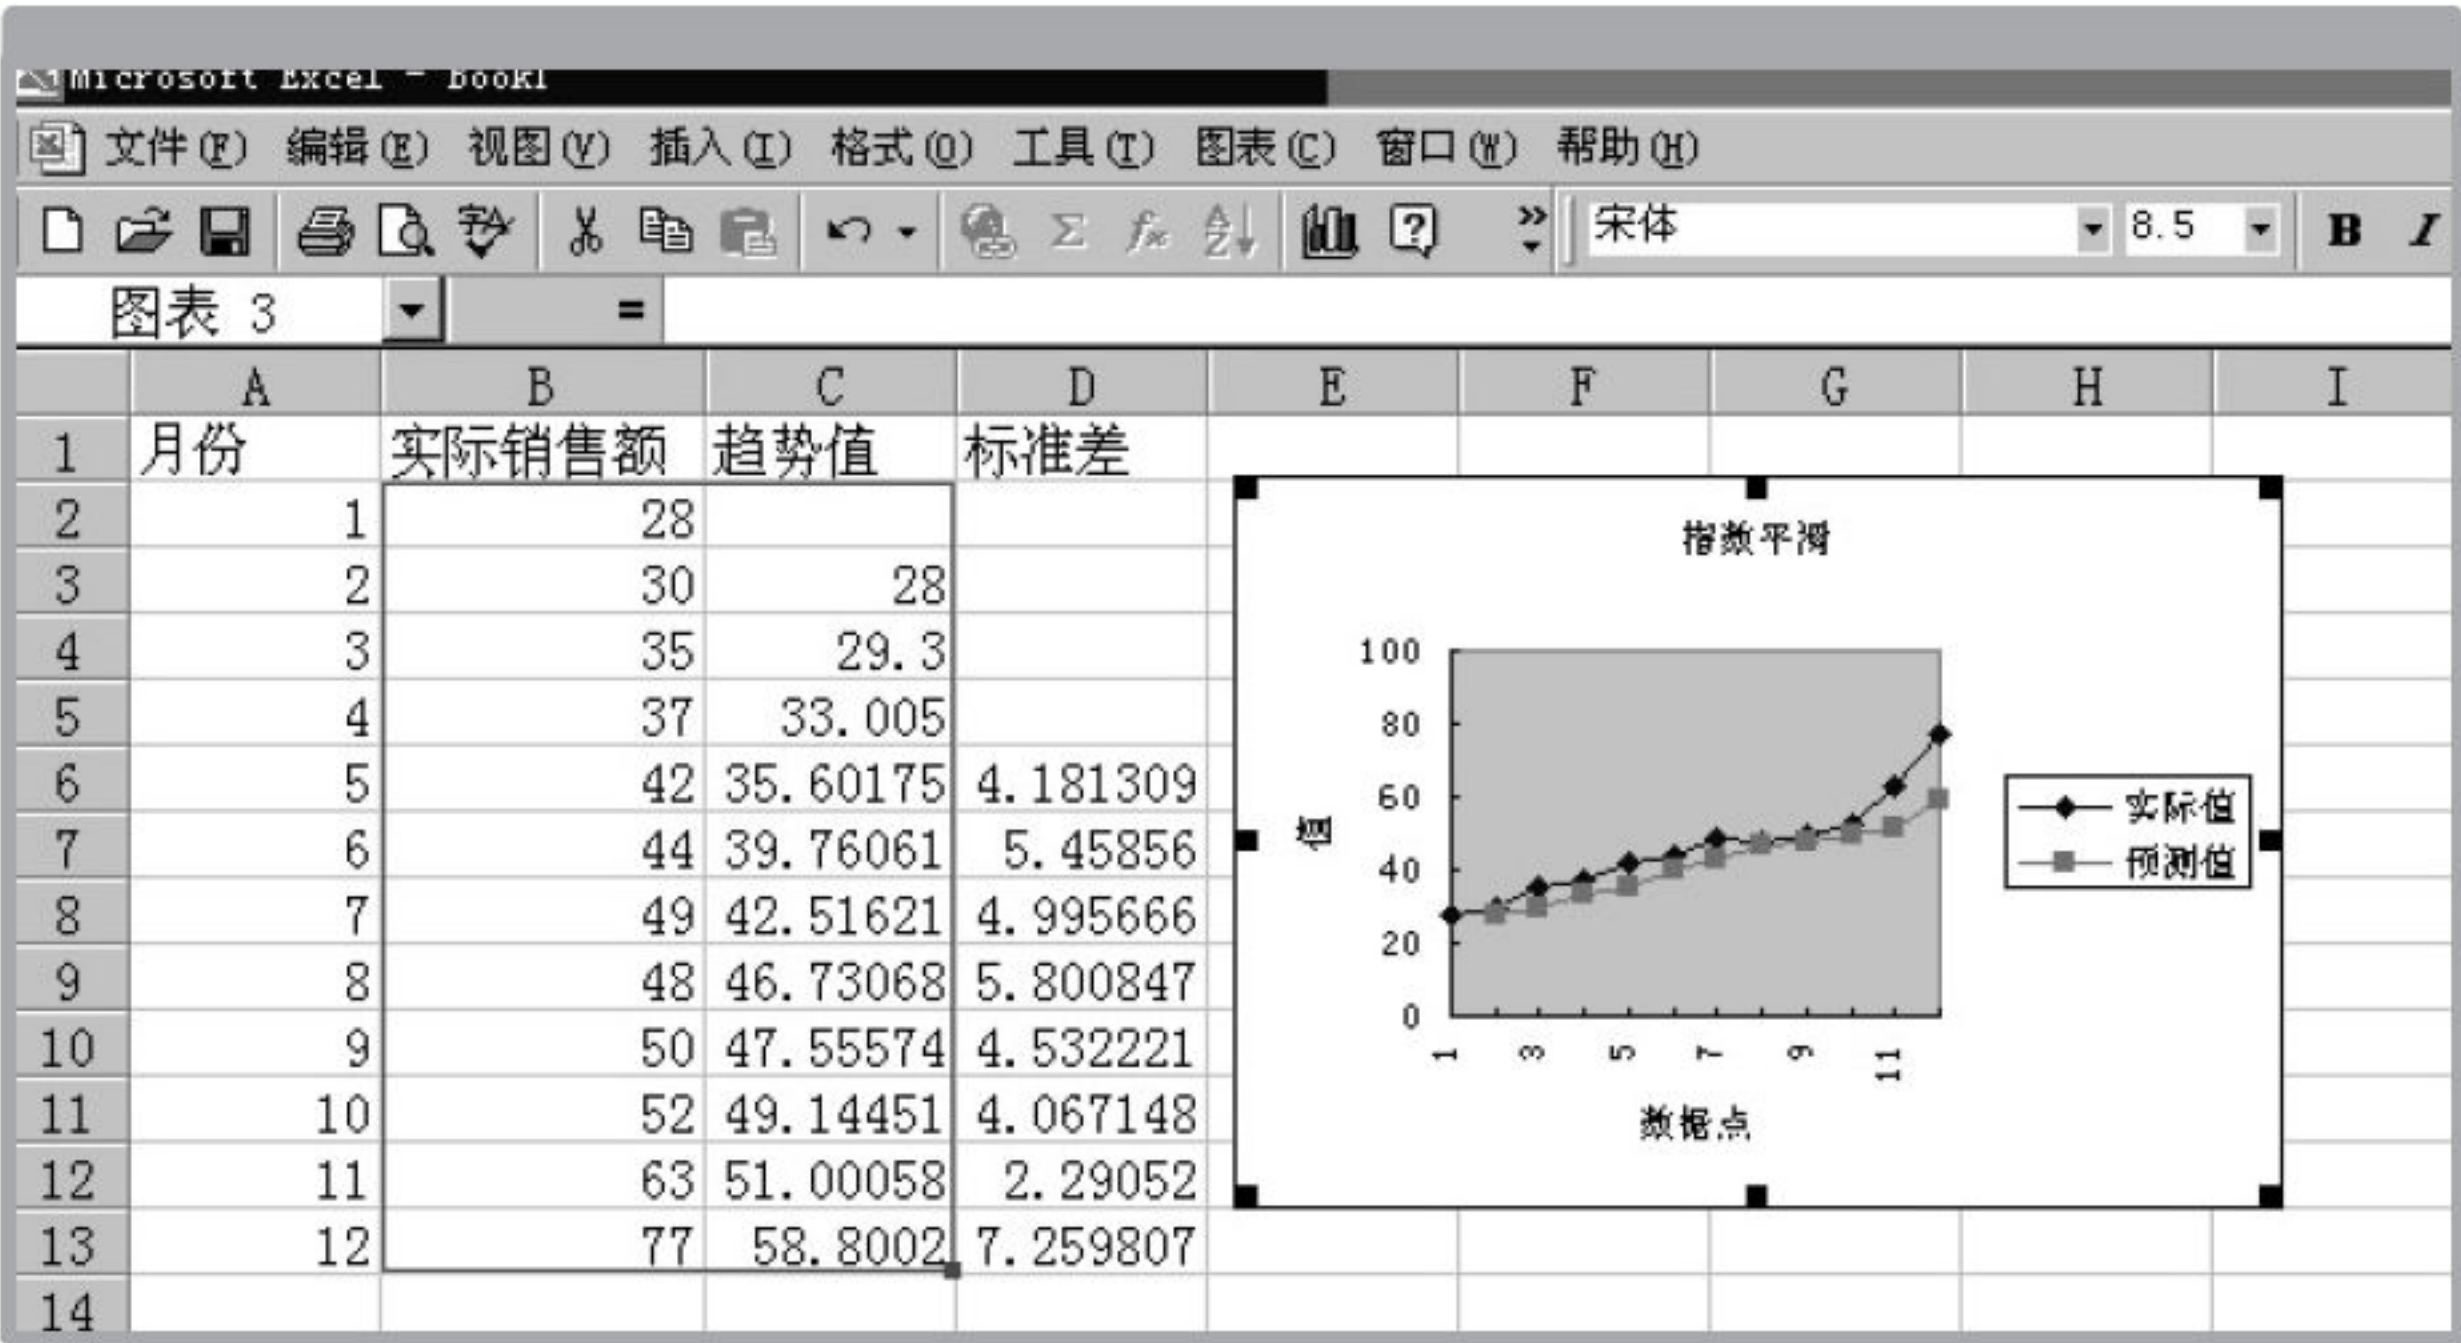 Microsoft Excel - Book1
文件(F) 编辑(E) 视图(V) 插入(I) 格式(O) 工具(T) 图表(C) 窗口(W) 帮助(H)
宋体 8.5 B I
图表 3 =
A B C D E F G H I
1 月份 实际销售额 趋势值 标准差
2 1 28
3 2 30 28
4 3 35 29.3
5 4 37 33.005
6 5 42 35.60175 4.181309
7 6 44 39.76061 5.45856
8 7 49 42.51621 4.995666
9 8 48 46.73068 5.800847
10 9 50 47.55574 4.532221
11 10 52 49.14451 4.067148
12 11 63 51.00058 2.29052
13 12 77 58.8002 7.259807
14
指数平滑
100
80
60
40
20
0
值
1 3 5 7 9 11
数据点
实际值
预测值